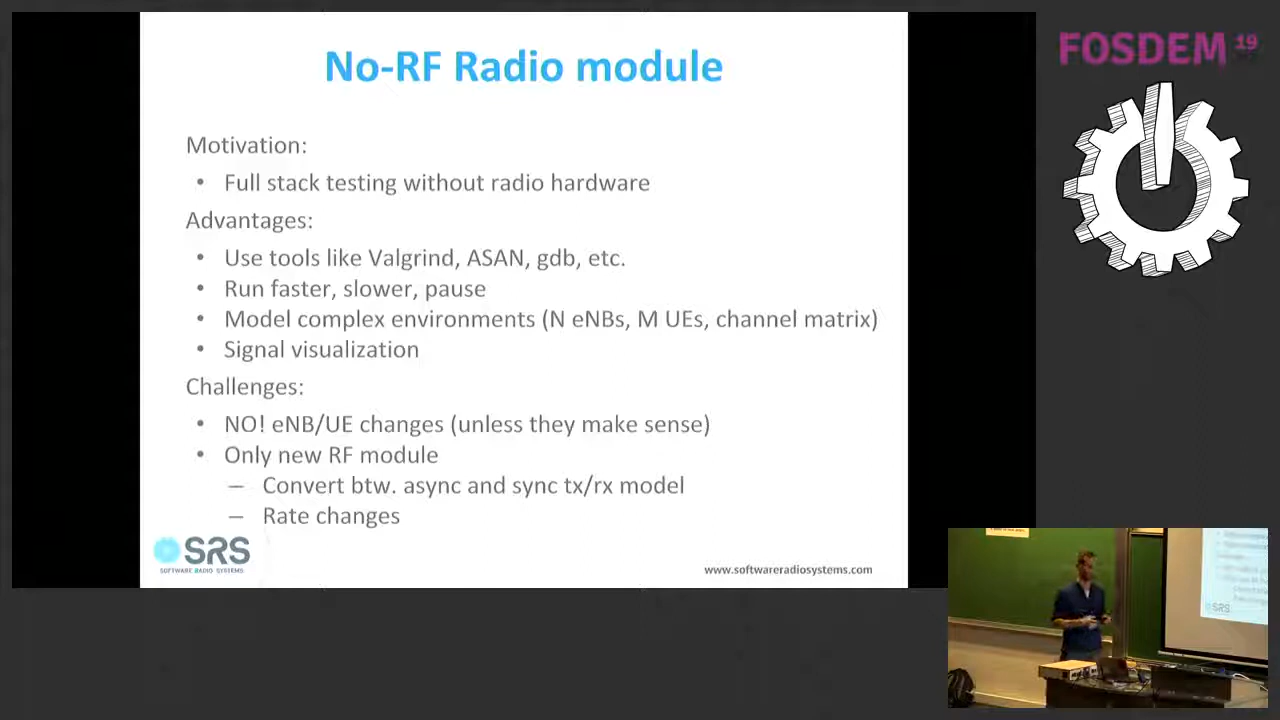 No-RF Radio module
Motivation:
• Full stack testing without radio hardware
Advantages:
• Use tools like Valgrind, ASAN, gdb, etc.
• Run faster, slower, pause
• Model complex environments (N eNBs, M UEs, channel matrix)
• Signal visualization
Challenges:
• NO! eNB/UE changes (unless they make sense)
• Only new RF module
– Convert btw. async and sync tx/rx model
– Rate changes
SRS
SOFTWARE RADIO SYSTEMS
www.softwareradiosystems.com
FOSDEM 19
SRS